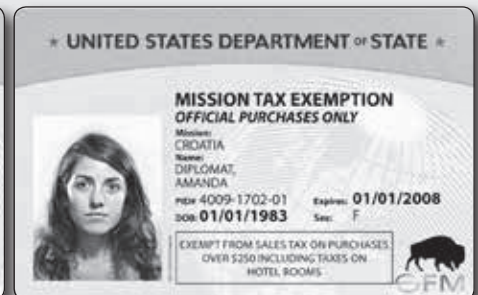 ★ UNITED STATES DEPARTMENT OF STATE ★
MISSION TAX EXEMPTION
OFFICIAL PURCHASES ONLY
Mission:
CROATIA
Name:
DIPLOMAT,
AMANDA
PID# 4009-1702-01 Expires: 01/01/2008
DOB: 01/01/1983 Sex: F
EXEMPT FROM SALES TAX ON PURCHASES
OVER $250 INCLUDING TAXES ON
HOTEL ROOMS
OFM